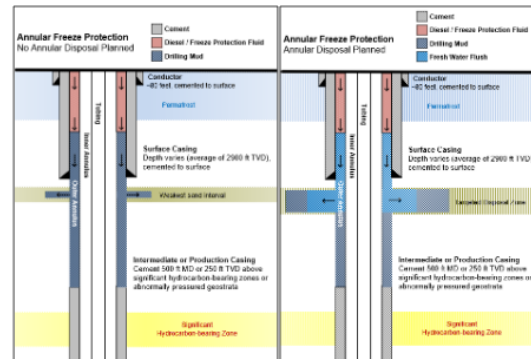 Annular Freeze Protection
No Annular Disposal Planned
Cement
Diesel / Freeze Protection Fluid
Drilling Mud
Conductor
~80 feet, cemented to surface
Permafrost
Tubing
Inner Annulus
Outer Annulus
Surface Casing
Depth varies (average of 2980 ft TVD),
cemented to surface
Weakest sand Interval
Intermediate or Production Casing
Cement 500 ft MD or 250 ft TVD above
significant hydrocarbon-bearing zones or
abnormally pressured geostrata
Significant
Hydrocarbon-bearing Zone
Annular Freeze Protection
Annular Disposal Planned
Cement
Diesel / Freeze Protection Fluid
Drilling Mud
Fresh Water Flush
Conductor
~80 feet, cemented to surface
Permafrost
Tubing
Inner Annulus
Outer Annulus
Surface Casing
Depth varies (average of 2980 ft TVD),
cemented to surface
Targeted Disposal Zone
Intermediate or Production Casing
Cement 500 ft MD or 250 ft TVD above
significant hydrocarbon-bearing zones or
abnormally pressured geostrata
Significant
Hydrocarbon-bearing Zone